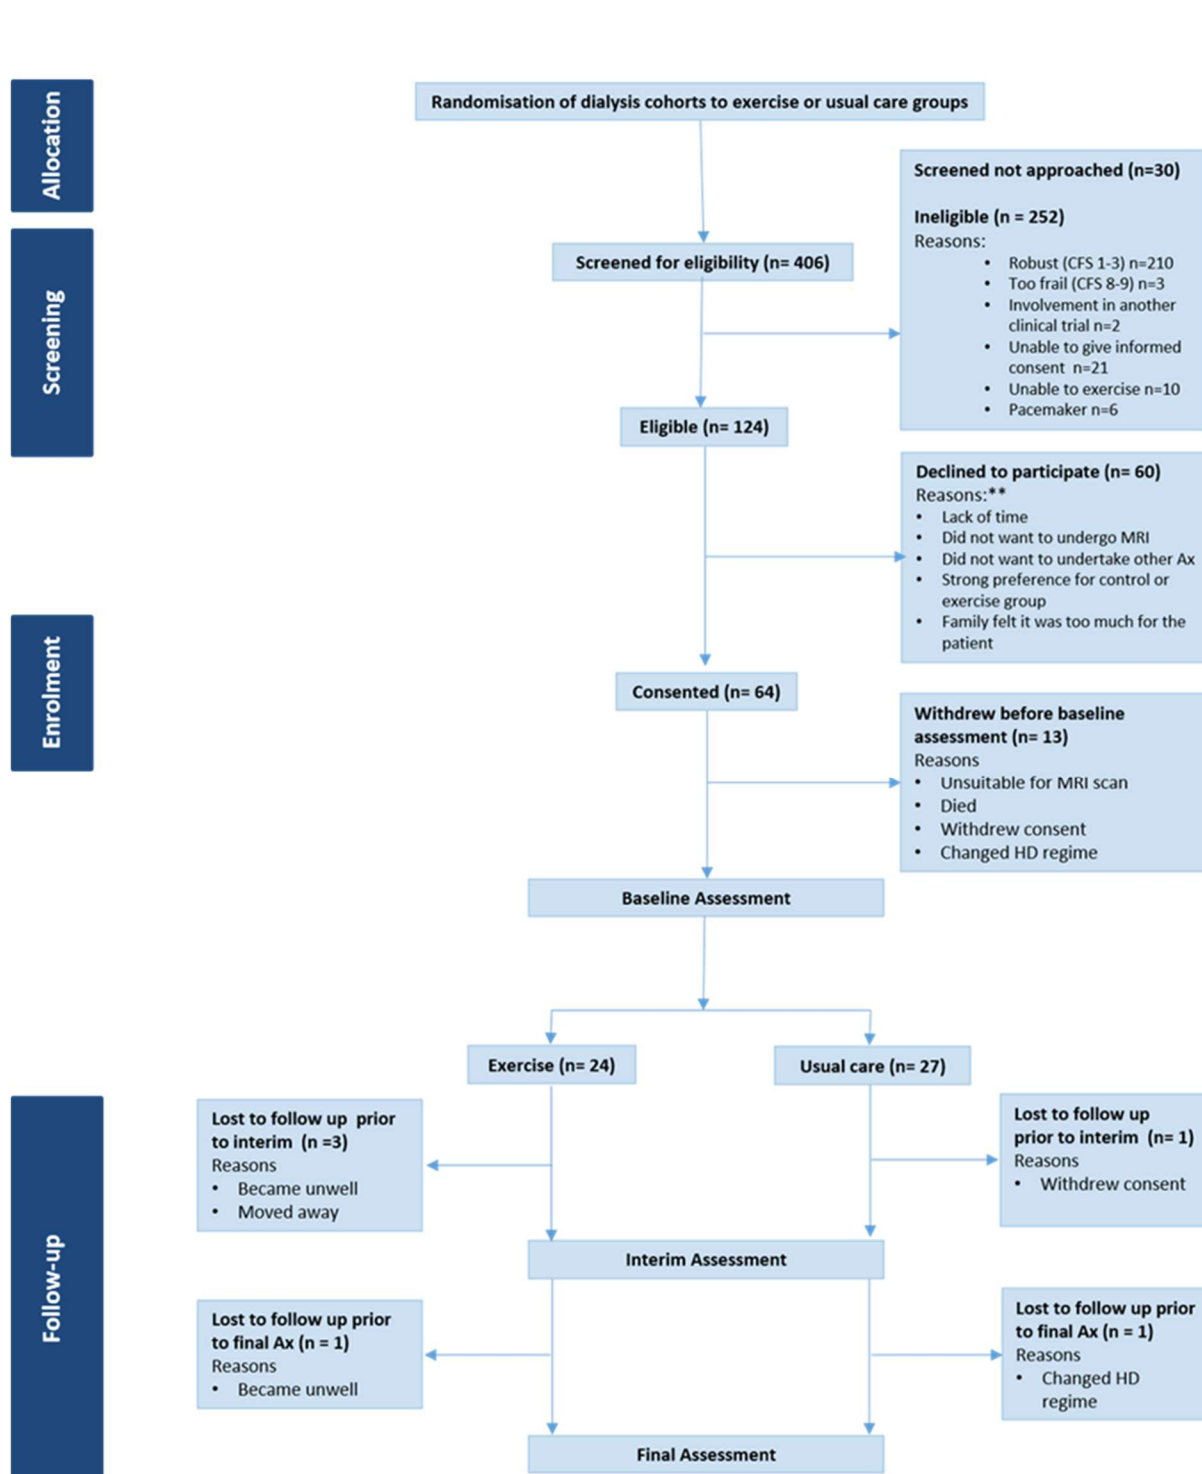 Allocation
Randomisation of dialysis cohorts to exercise or usual care groups
Screened not approached (n=30)
Ineligible (n = 252)
Reasons:
• Robust (CFS 1-3) n=210
• Too frail (CFS 8-9) n=3
• Involvement in another
clinical trial n=2
• Unable to give informed
consent n=21
• Unable to exercise n=10
• Pacemaker n=6
Screening
Screened for eligibility (n= 406)
Eligible (n= 124)
Declined to participate (n= 60)
Reasons:**
• Lack of time
• Did not want to undergo MRI
• Did not want to undertake other Ax
• Strong preference for control or
exercise group
• Family felt it was too much for the
patient
Enrolment
Consented (n= 64)
Withdrew before baseline
assessment (n= 13)
Reasons
• Unsuitable for MRI scan
• Died
• Withdrew consent
• Changed HD regime
Baseline Assessment
Exercise (n= 24)
Usual care (n= 27)
Follow-up
Lost to follow up prior
to interim (n =3)
Reasons
• Became unwell
• Moved away
Lost to follow up
prior to interim (n= 1)
Reasons
• Withdrew consent
Interim Assessment
Lost to follow up prior
to final Ax (n = 1)
Reasons
• Became unwell
Lost to follow up prior
to final Ax (n = 1)
Reasons
• Changed HD
regime
Final Assessment